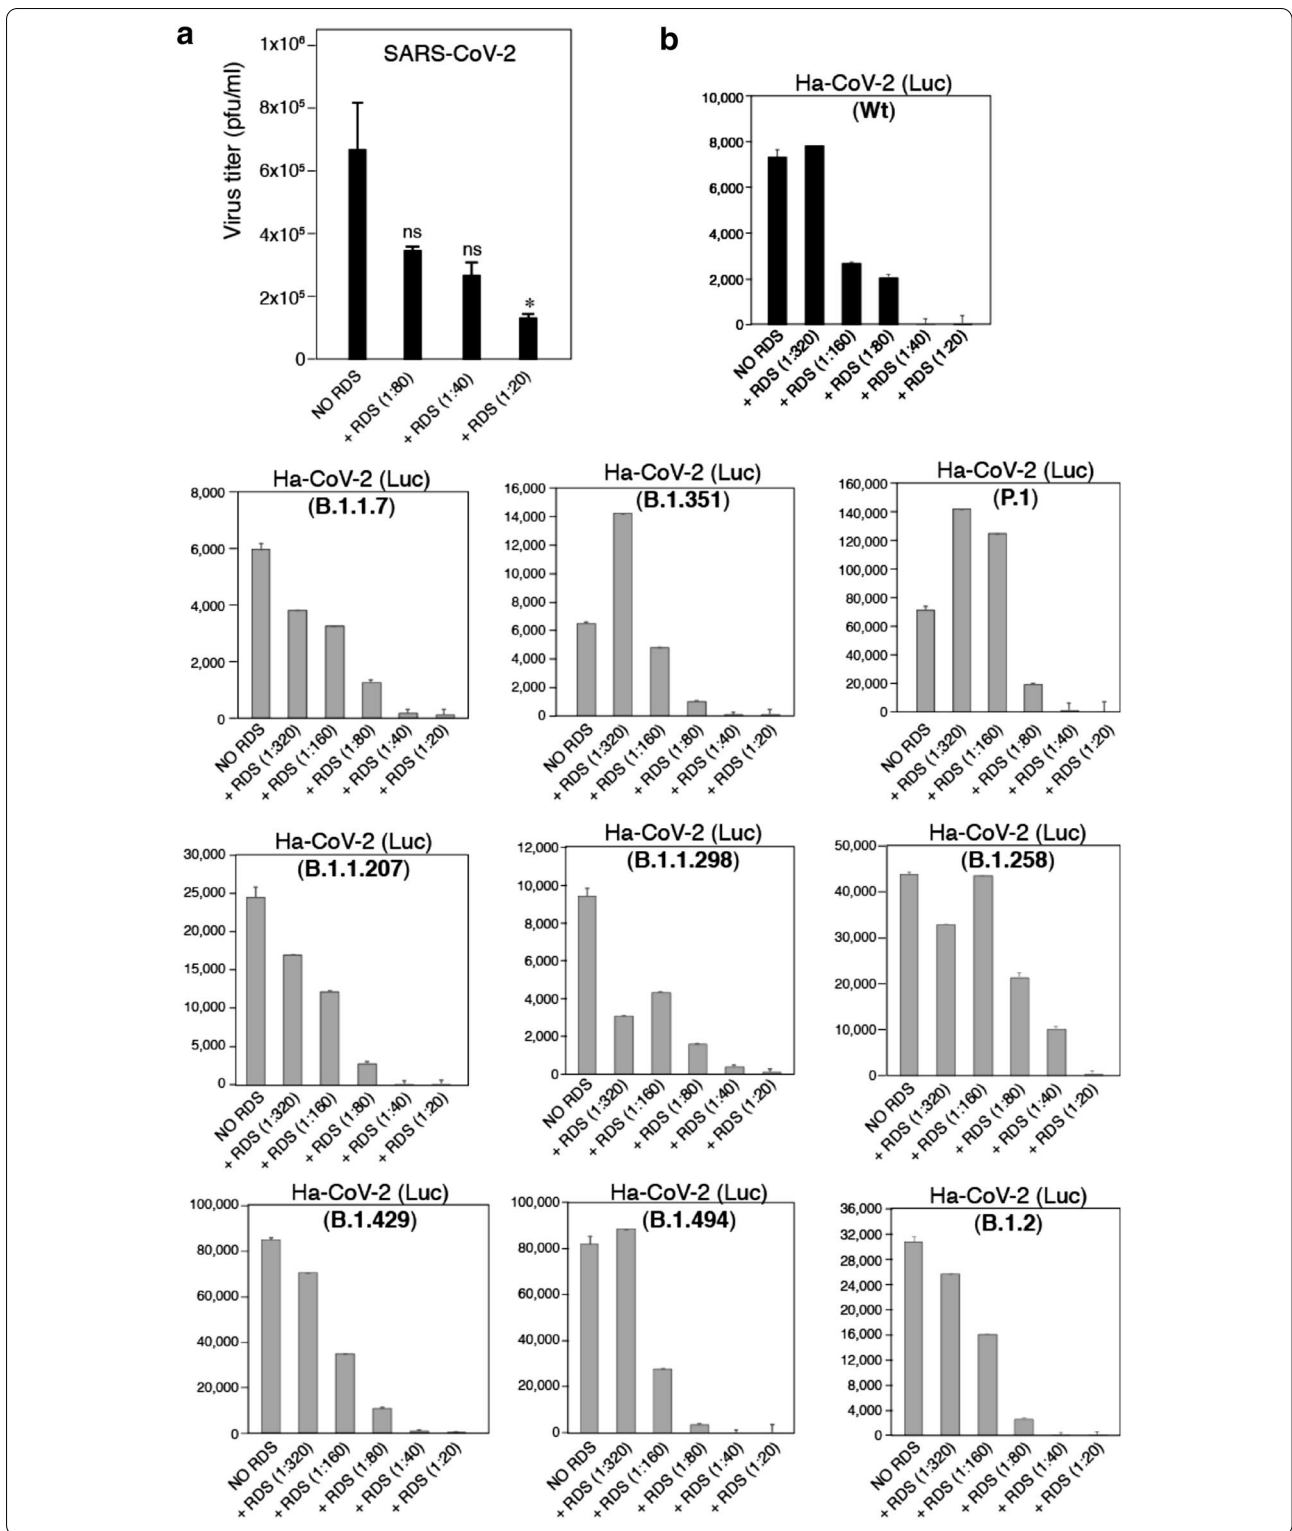 a
SARS-CoV-2
Virus titer (pfu/ml)
1x10⁶
8x10⁵
6x10⁵
4x10⁵
2x10⁵
0
ns
ns
*
NO RDS
+ RDS (1:80)
+ RDS (1:40)
+ RDS (1:20)
b
Ha-CoV-2 (Luc)
(Wt)
10,000
8,000
6,000
4,000
2,000
0
NO RDS
+ RDS (1:320)
+ RDS (1:160)
+ RDS (1:80)
+ RDS (1:40)
+ RDS (1:20)
Ha-CoV-2 (Luc)
(B.1.1.7)
8,000
6,000
4,000
2,000
0
NO RDS
+ RDS (1:320)
+ RDS (1:160)
+ RDS (1:80)
+ RDS (1:40)
+ RDS (1:20)
Ha-CoV-2 (Luc)
(B.1.351)
16,000
14,000
12,000
10,000
8,000
6,000
4,000
2,000
0
NO RDS
+ RDS (1:320)
+ RDS (1:160)
+ RDS (1:80)
+ RDS (1:40)
+ RDS (1:20)
Ha-CoV-2 (Luc)
(P.1)
160,000
140,000
120,000
100,000
80,000
60,000
40,000
20,000
0
NO RDS
+ RDS (1:320)
+ RDS (1:160)
+ RDS (1:80)
+ RDS (1:40)
+ RDS (1:20)
Ha-CoV-2 (Luc)
(B.1.1.207)
30,000
25,000
20,000
15,000
10,000
5,000
0
NO RDS
+ RDS (1:320)
+ RDS (1:160)
+ RDS (1:80)
+ RDS (1:40)
+ RDS (1:20)
Ha-CoV-2 (Luc)
(B.1.1.298)
12,000
10,000
8,000
6,000
4,000
2,000
0
NO RDS
+ RDS (1:320)
+ RDS (1:160)
+ RDS (1:80)
+ RDS (1:40)
+ RDS (1:20)
Ha-CoV-2 (Luc)
(B.1.258)
50,000
40,000
30,000
20,000
10,000
0
NO RDS
+ RDS (1:320)
+ RDS (1:160)
+ RDS (1:80)
+ RDS (1:40)
+ RDS (1:20)
Ha-CoV-2 (Luc)
(B.1.429)
100,000
80,000
60,000
40,000
20,000
0
NO RDS
+ RDS (1:320)
+ RDS (1:160)
+ RDS (1:80)
+ RDS (1:40)
+ RDS (1:20)
Ha-CoV-2 (Luc)
(B.1.494)
100,000
80,000
60,000
40,000
20,000
0
NO RDS
+ RDS (1:320)
+ RDS (1:160)
+ RDS (1:80)
+ RDS (1:40)
+ RDS (1:20)
Ha-CoV-2 (Luc)
(B.1.2)
36,000
32,000
28,000
24,000
20,000
16,000
12,000
8,000
4,000
0
NO RDS
+ RDS (1:320)
+ RDS (1:160)
+ RDS (1:80)
+ RDS (1:40)
+ RDS (1:20)